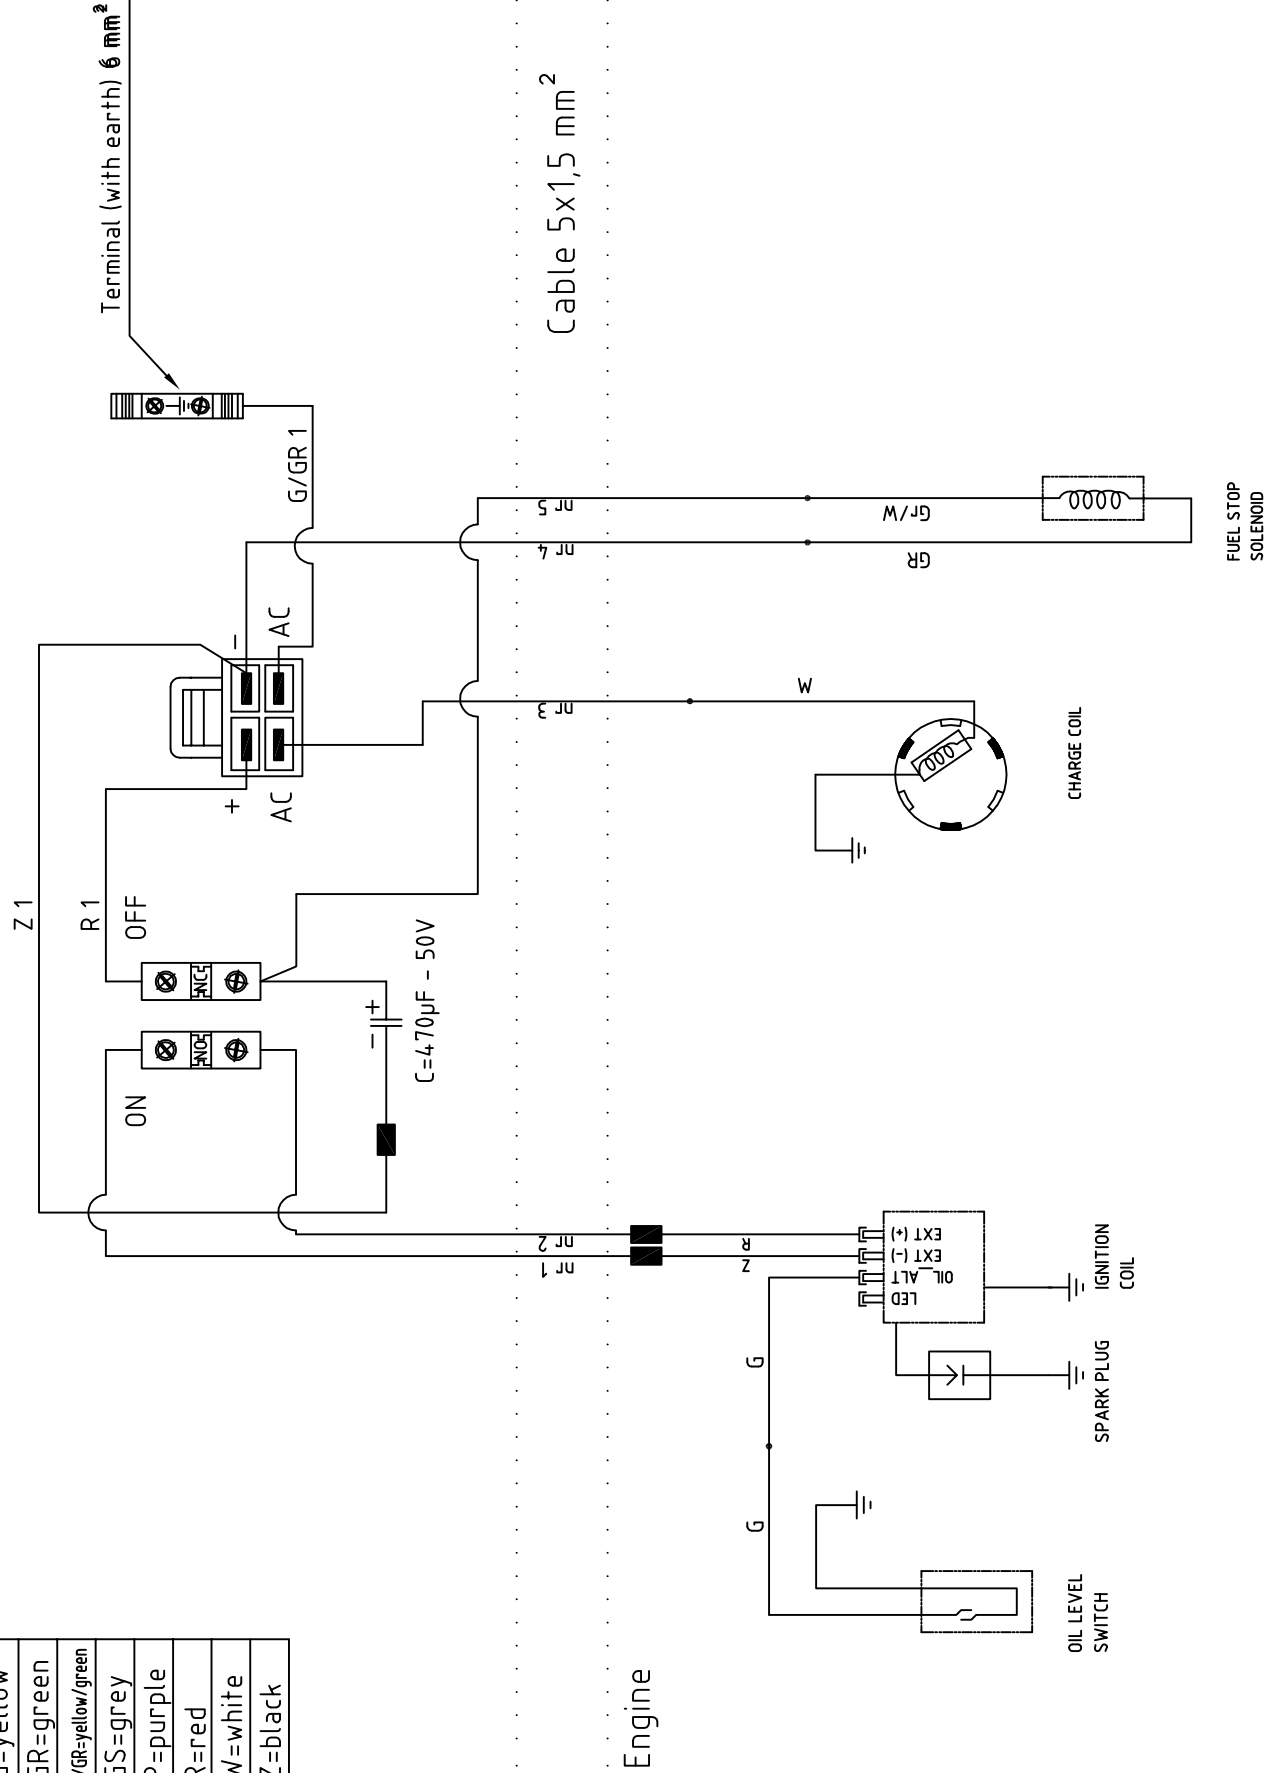 Terminal (with earth) 6 mm²
Cable 5x1,5 mm²
G/GR 1
nr 5
Gr/W
nr 4
GR
FUEL STOP
SOLENOID
-
AC
+
AC
nr 3
W
CHARGE COIL
Z 1
R 1
OFF
NC
NO
ON
- +
C=470µF - 50V
nr 2
nr 1
R
Z
EXT (+)
EXT (-)
OIL_ALT
LED
IGNITION
COIL
G
SPARK PLUG
G
OIL LEVEL
SWITCH
Engine
=yellow
GR=green
/GR=yellow/green
GS=grey
P=purple
R=red
W=white
Z=black